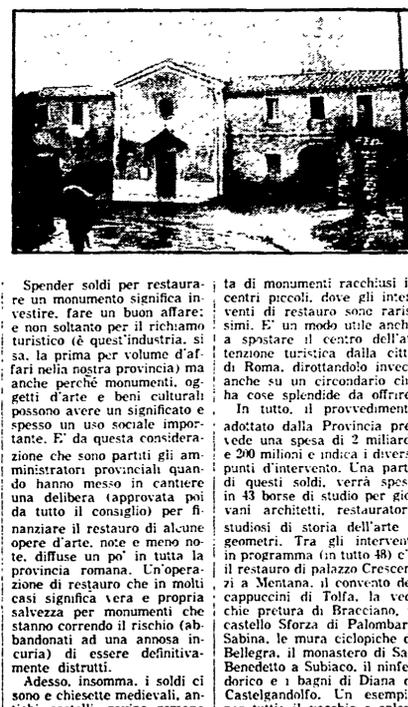 Spender soldi per restaura-
re un monumento significa in-
vestire, fare un buon affare;
e non soltanto per il richiamo
turistico (è quest'industria, si
sa, la prima per volume d'af-
fari nella nostra provincia) ma
anche perché monumenti, og-
getti d'arte e beni culturali
possono avere un significato e
spesso un uso sociale impor-
tante. E' da questa considera-
zione che sono partiti gli am-
ministratori provinciali quan-
do hanno messo in cantiere
una delibera (approvata poi
da tutto il consiglio) per fi-
nanziare il restauro di alcune
opere d'arte, note e meno no-
te, diffuse un po' in tutta la
provincia romana. Un'opera-
zione di restauro che in molti
casi significa vera e propria
salvezza per monumenti che
stanno correndo il rischio (ab-
bandonati ad una annosa in-
curia) di essere definitiva-
mente distrutti.
Adesso, insomma, i soldi ci
sono e chiesette medievali, an-
ta di monumenti racchiusi i
centri piccoli, dove gli inter
venti di restauro sono raris
simi. E' un modo utile anch
a spostare il centro dell'at
tenzione turistica dalla citt
di Roma, dirottandolo invec
anche su un circondario ch
ha cose splendide da offrire
In tutto, il provvediment
adottato dalla Provincia pre
vede una spesa di 2 miliard
e 200 milioni e indica i divers
punti d'intervento. Una part
di questi soldi, verrà spes
in 43 borse di studio per gio
vani architetti, restaurator
studiosi di storia dell'arte
geometri. Tra gli intervent
in programma (in tutto 48) c'
il restauro di palazzo Crescen
zi a Mentana, il convento de
cappuccini di Tolfa, la vec
chie pretura di Bracciano,
castello Sforza di Palombar
Sabina, le mura ciclopiche d
Bellegra, il monastero di Sa
Benedetto a Subiaco, il ninfe
dorico e i bagni di Diana d
Castelgandolfo. Un esempi